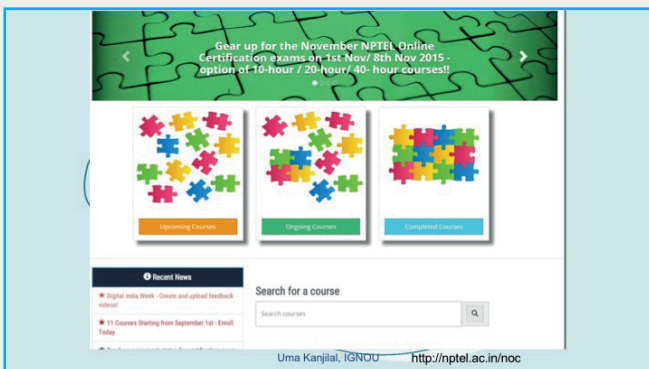 Gear up for the November NPTEL Online
Certification exams on 1st Nov/ 8th Nov 2015 -
option of 10-hour / 20-hour/ 40- hour courses!!
Upcoming Courses
Ongoing Courses
Completed Courses
Recent News
★ Digital India Week - Create and upload feedback
videos!
★ 11 Courses Starting from September 1st - Enroll
Today
Search for a course
Search courses
Uma Kanjilal, IGNOU
http://nptel.ac.in/noc